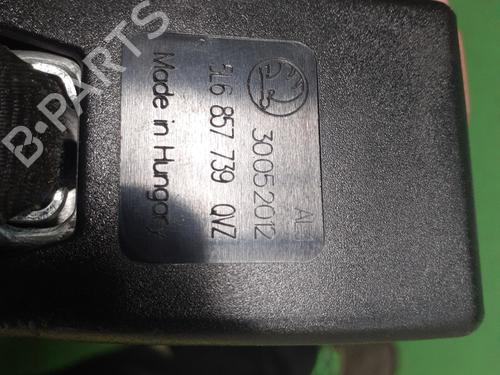 AL
30052012
5L6 857 739 QVZ
Made in Hungary
B-PARTS